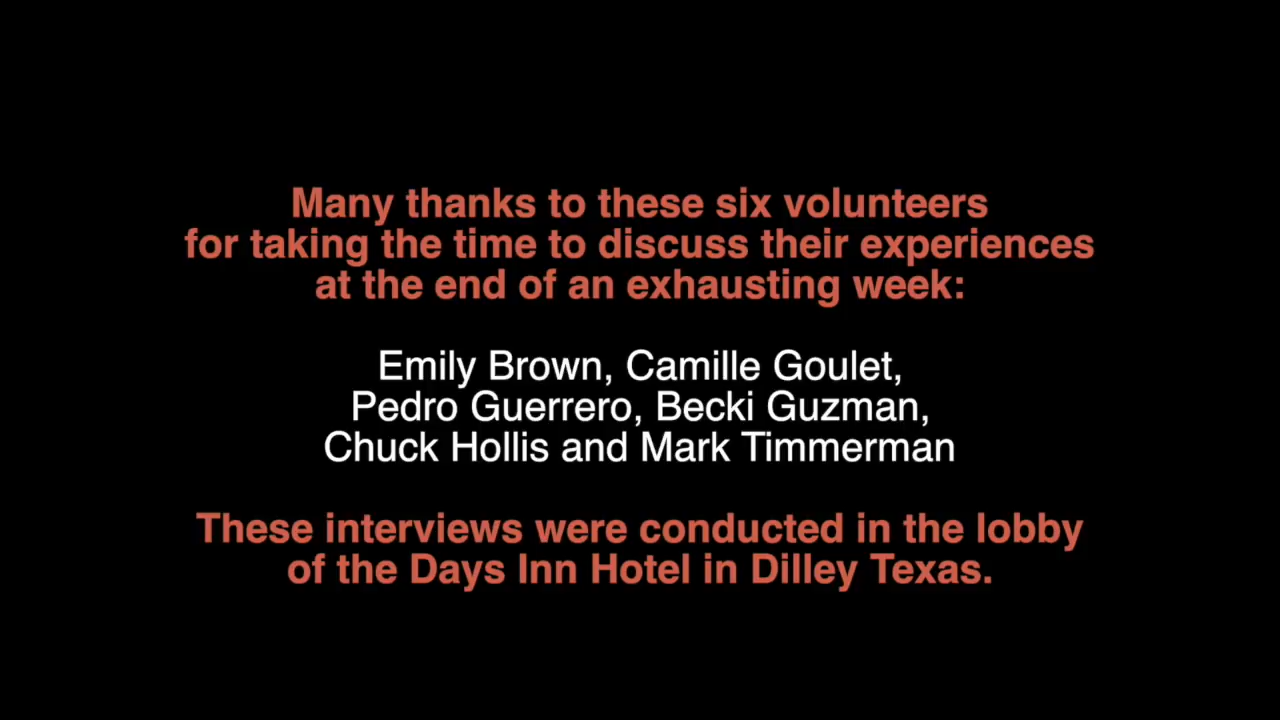 Many thanks to these six volunteers
for taking the time to discuss their experiences
at the end of an exhausting week:
Emily Brown, Camille Goulet,
Pedro Guerrero, Becki Guzman,
Chuck Hollis and Mark Timmerman
These interviews were conducted in the lobby
of the Days Inn Hotel in Dilley Texas.